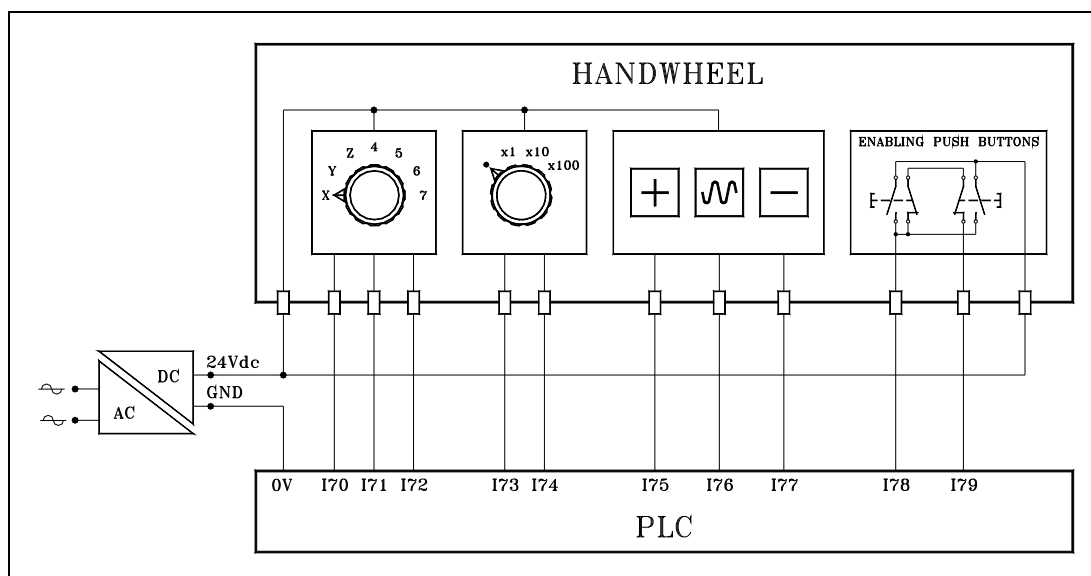 HANDWHEEL
X Y Z 4 5 6 7
x1 x10 x100
ENABLING PUSH BUTTONS
24Vdc
DC
GND
AC
0V I70 I71 I72 I73 I74 I75 I76 I77 I78 I79
PLC